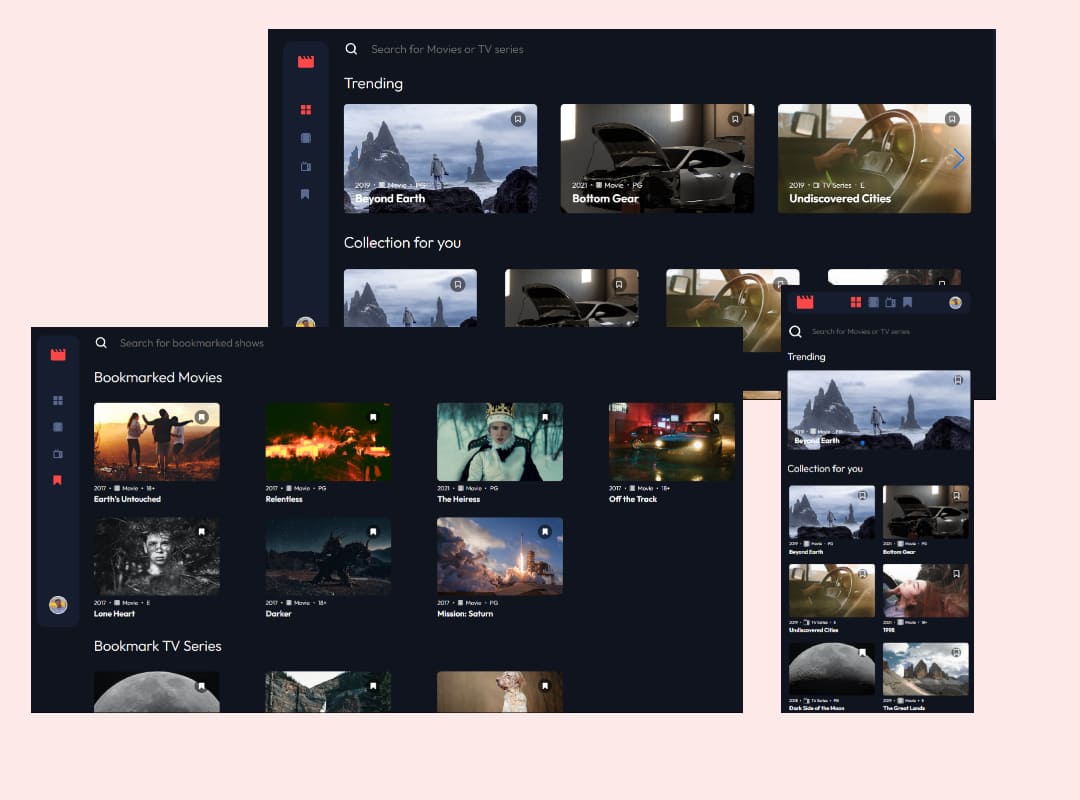 Search for Movies or TV series
Trending
2019 • Movie • PG
Beyond Earth
2021 • Movie • PG
Bottom Gear
2019 • TV Series • E
Undiscovered Cities
Collection for you
Search for bookmarked shows
Bookmarked Movies
2017 • Movie • 18+
Earth's Untouched
2017 • Movie • PG
Relentless
2021 • Movie • PG
The Heiress
2017 • Movie • 18+
Off the Track
2017 • Movie • E
Lone Heart
2017 • Movie • 18+
Darker
2017 • Movie • PG
Mission: Saturn
Bookmark TV Series
Search for Movies or TV series
Trending
2019 • Movie • PG
Beyond Earth
Collection for you
2019 • Movie • PG
Beyond Earth
2021 • Movie • PG
Bottom Gear
2019 • TV Series • E
Undiscovered Cities
2021 • Movie • 18+
1998
2018 • TV Series • PG
Dark Side of the Moon
2019 • Movie • E
The Great Lands